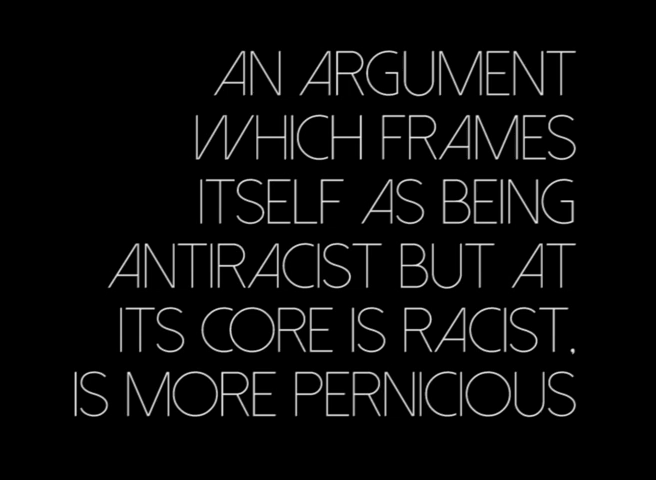 AN ARGUMENT
WHICH FRAMES
ITSELF AS BEING
ANTIRACIST BUT AT
ITS CORE IS RACIST,
IS MORE PERNICIOUS